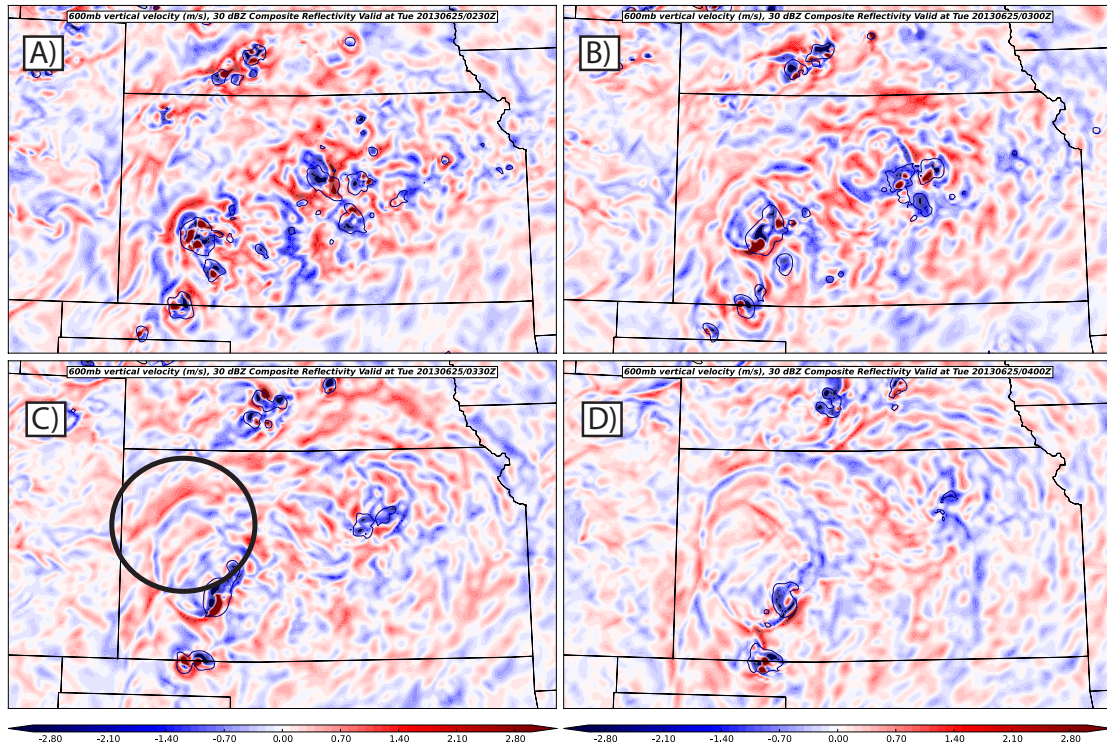 600mb vertical velocity (m/s), 30 dBZ Composite Reflectivity Valid at Tue 20130625/0230Z
A)
600mb vertical velocity (m/s), 30 dBZ Composite Reflectivity Valid at Tue 20130625/0300Z
B)
600mb vertical velocity (m/s), 30 dBZ Composite Reflectivity Valid at Tue 20130625/0330Z
C)
600mb vertical velocity (m/s), 30 dBZ Composite Reflectivity Valid at Tue 20130625/0400Z
D)
-2.80 -2.10 -1.40 -0.70 0.00 0.70 1.40 2.10 2.80
-2.80 -2.10 -1.40 -0.70 0.00 0.70 1.40 2.10 2.80